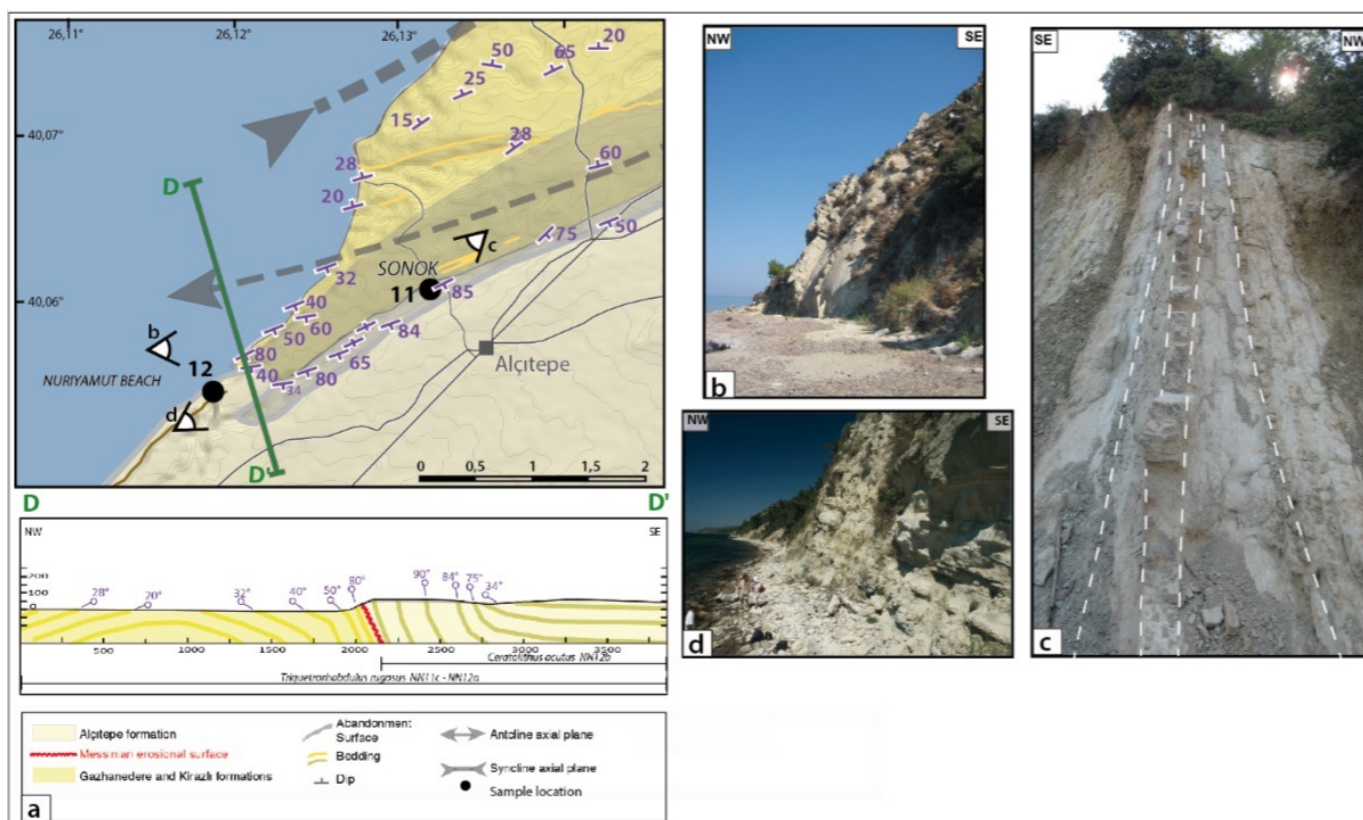 26,11° 26,12° 26,13°
20
50 65
25
15
40,07°
28
28
60
D
20
50
75
c
32 SONOK
11
85
40,06°
40
60 84
50
b
80 65
12
NURIYAMUT BEACH
40 80
34
d
Alçıtepe
D'
0 0,5 1 1,5 2
D D'
NW SE
200
100
0
28° 20° 32° 40° 50° 80° 90° 84° 75° 34°
500 1000 1500 2000 2500 3000 3500
Ceratolithus acutus NN12b
Triquetrorhabdulus rugosus NN11c - NN12a
Alçıtepe formation
Messinian erosional surface
Gazhanedere and Kirazlı formations
Abandonment
Surface
Bedding
Dip
Antcline axial plane
Syncline axial plane
Sample location
a
NW SE
b
NW SE
d
SE NW
c